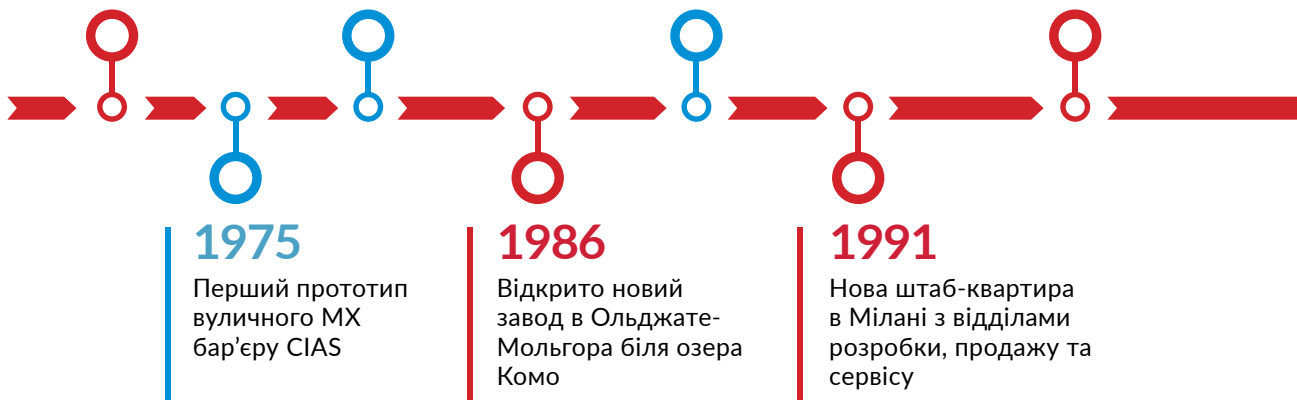 1975
Перший прототип
вуличного МХ
бар’єру CIAS
1986
Відкрито новий
завод в Ольджате-
Мольгора біля озера
Комо
1991
Нова штаб-квартира
в Мілані з відділами
розробки, продажу та
сервісу